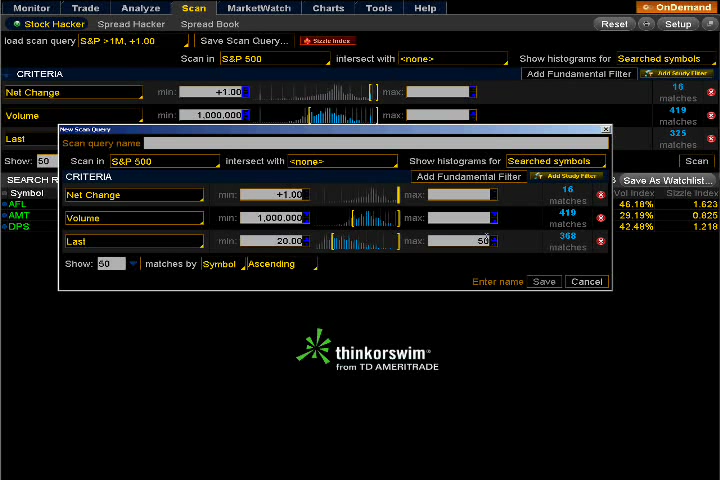 Monitor Trade Analyze Scan MarketWatch Charts Tools Help OnDemand
Stock Hacker Spread Hacker Spread Book Reset Setup
load scan query S&P >1M, +1.00 Save Scan Query... Sizzle Index
Scan in S&P 500 intersect with <none> Show histograms for Searched symbols
CRITERIA Add Fundamental Filter Add Study Filter
Net Change min: +1.00 max: 16 matches
Volume min: 1,000,000 max: 419 matches
Last 325 matches
Show: 50 Scan
New Scan Query
Scan query name
Scan in S&P 500 intersect with <none> Show histograms for Searched symbols
CRITERIA Add Fundamental Filter Add Study Filter
Net Change min: +1.00 max: 16 matches
Volume min: 1,000,000 max: 419 matches
Last min: 20.00 max: 50 368 matches
Show: 50 matches by Symbol Ascending
Enter name Save Cancel
SEARCH R S Save As Watchlist...
Symbol Vol Index Sizzle Index
AFL 46.18% 1.623
AMT 29.19% 0.825
DPS 42.48% 1.218
thinkorswim®
from TD AMERITRADE